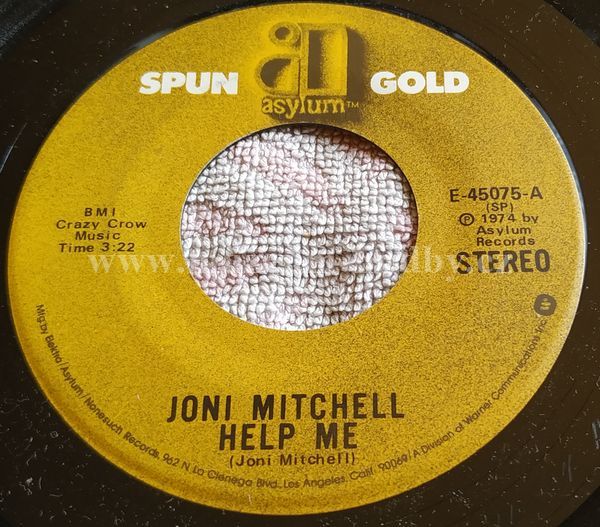 SPUN GOLD
asylum™
BMI
Crazy Crow
Music
Time 3:22
E-45075-A
(SP)
℗ 1974 by
Asylum
Records
STEREO
JONI MITCHELL
HELP ME
(Joni Mitchell)
Mfg by Elektra/Asylum/Nonesuch Records, 962 N. La Cienega Blvd., Los Angeles, Calif. 90069/A Division of Warner Communications Inc.